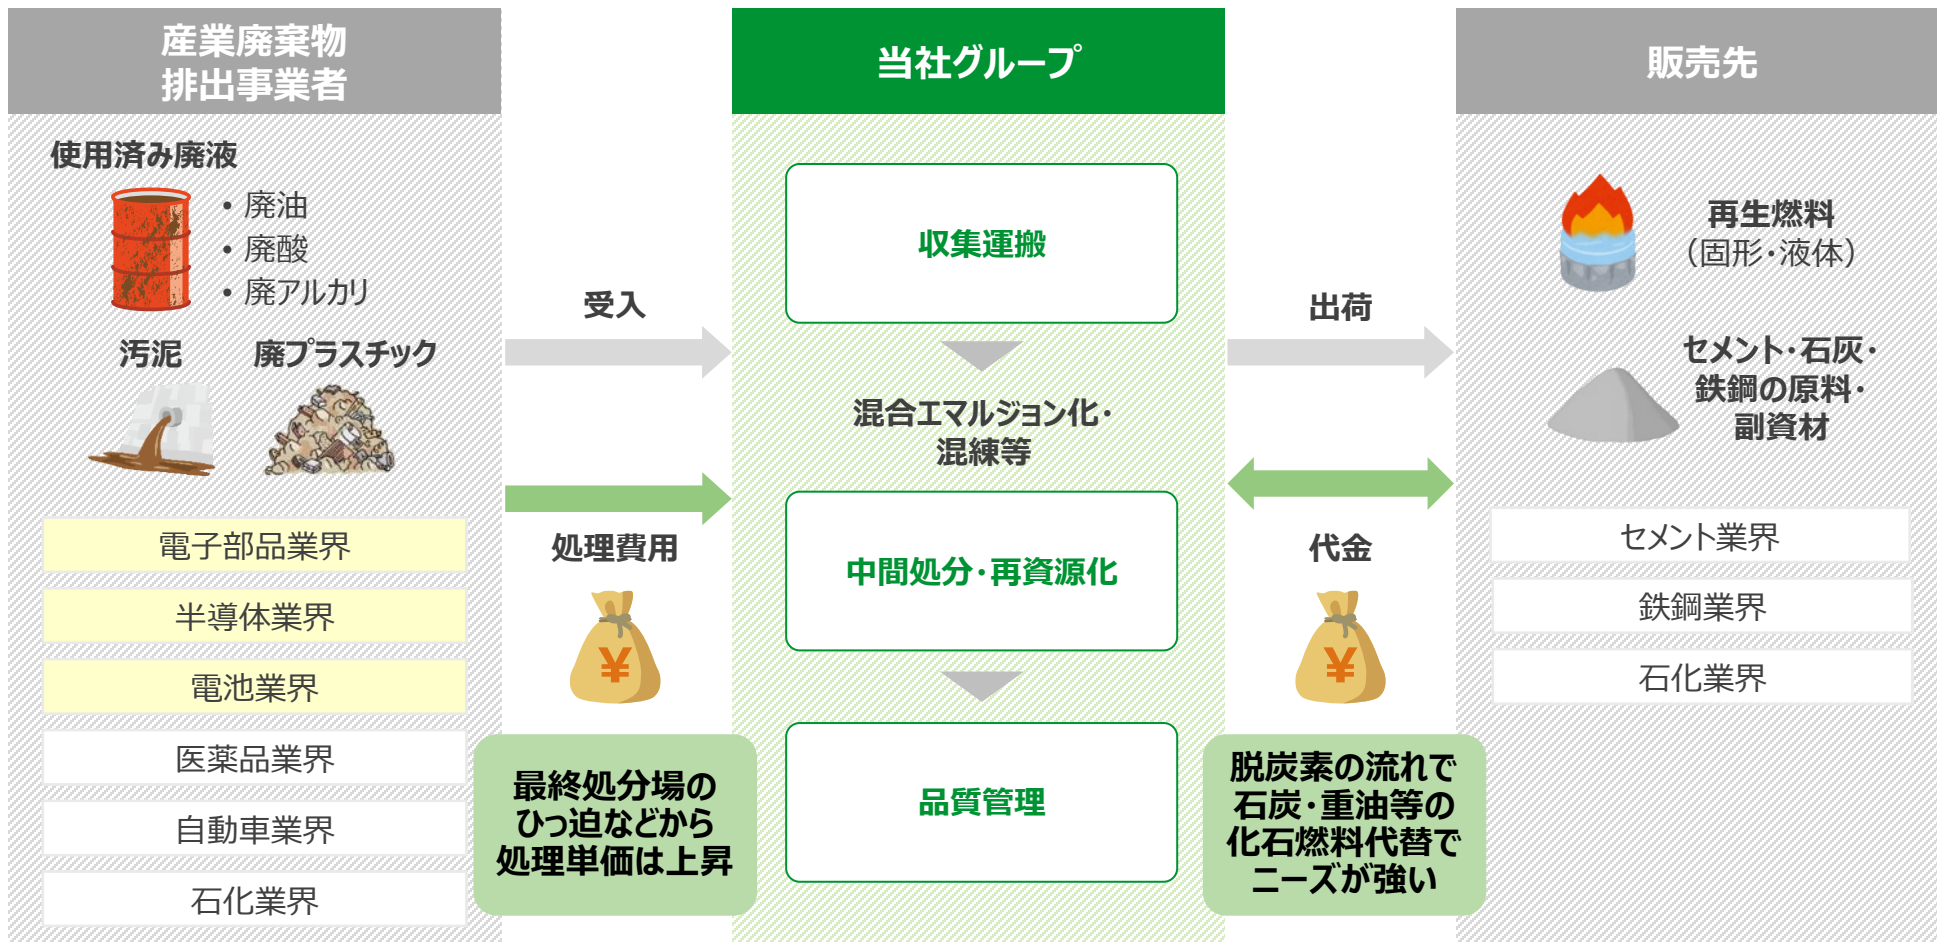 産業廃棄物
排出事業者
使用済み廃液
・廃油
・廃酸
・廃アルカリ
汚泥
廃プラスチック
電子部品業界
半導体業界
電池業界
医薬品業界
自動車業界
石化業界
受入
処理費用
¥
最終処分場の
ひっ迫などから
処理単価は上昇
当社グループ
収集運搬
混合エマルジョン化・
混練等
中間処分・再資源化
品質管理
出荷
代金
¥
脱炭素の流れで
石炭・重油等の
化石燃料代替で
ニーズが強い
販売先
再生燃料
（固形・液体）
セメント・石灰・
鉄鋼の原料・
副資材
セメント業界
鉄鋼業界
石化業界